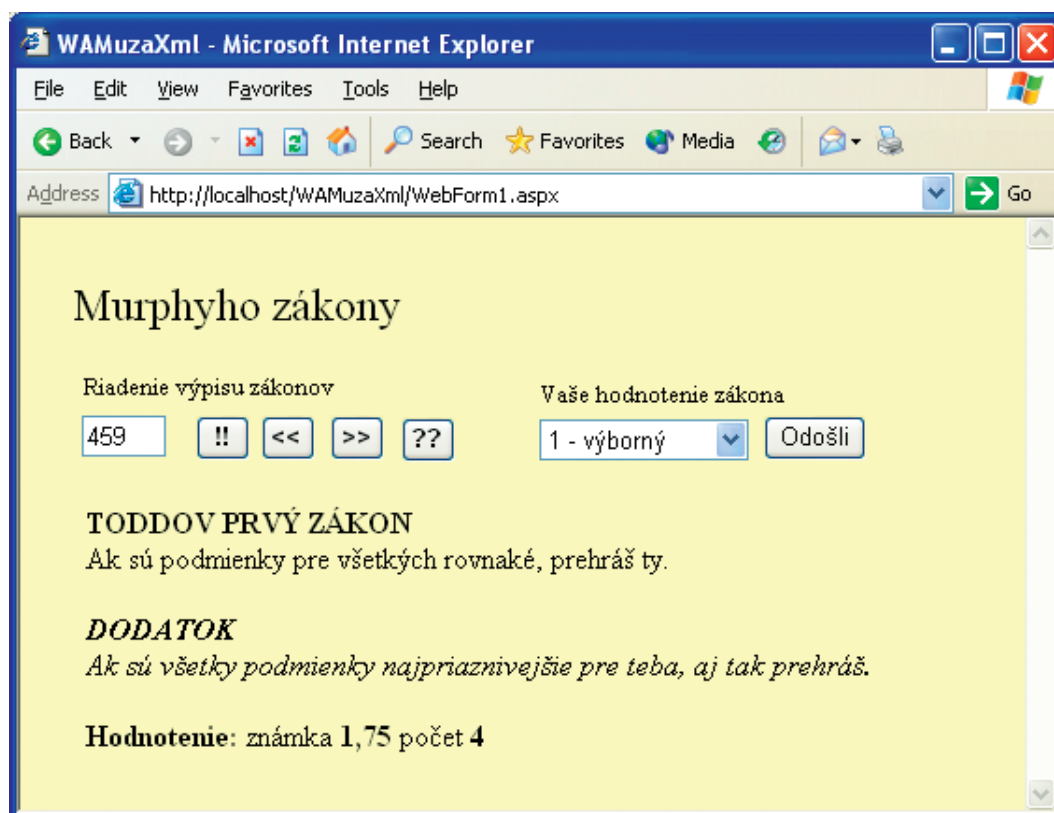 WAMuzaXml - Microsoft Internet Explorer
File Edit View Favorites Tools Help
Back Search Favorites Media
Address http://localhost/WAMuzaXml/WebForm1.aspx Go
Murphyho zákony
Riadenie výpisu zákonov
Vaše hodnotenie zákona
459 !! << >> ?? 1 - výborný Odošli
TODDOV PRVÝ ZÁKON
Ak sú podmienky pre všetkých rovnaké, prehráš ty.
DODATOK
Ak sú všetky podmienky najpriaznivejšie pre teba, aj tak prehráš.
Hodnotenie: známka 1,75 počet 4